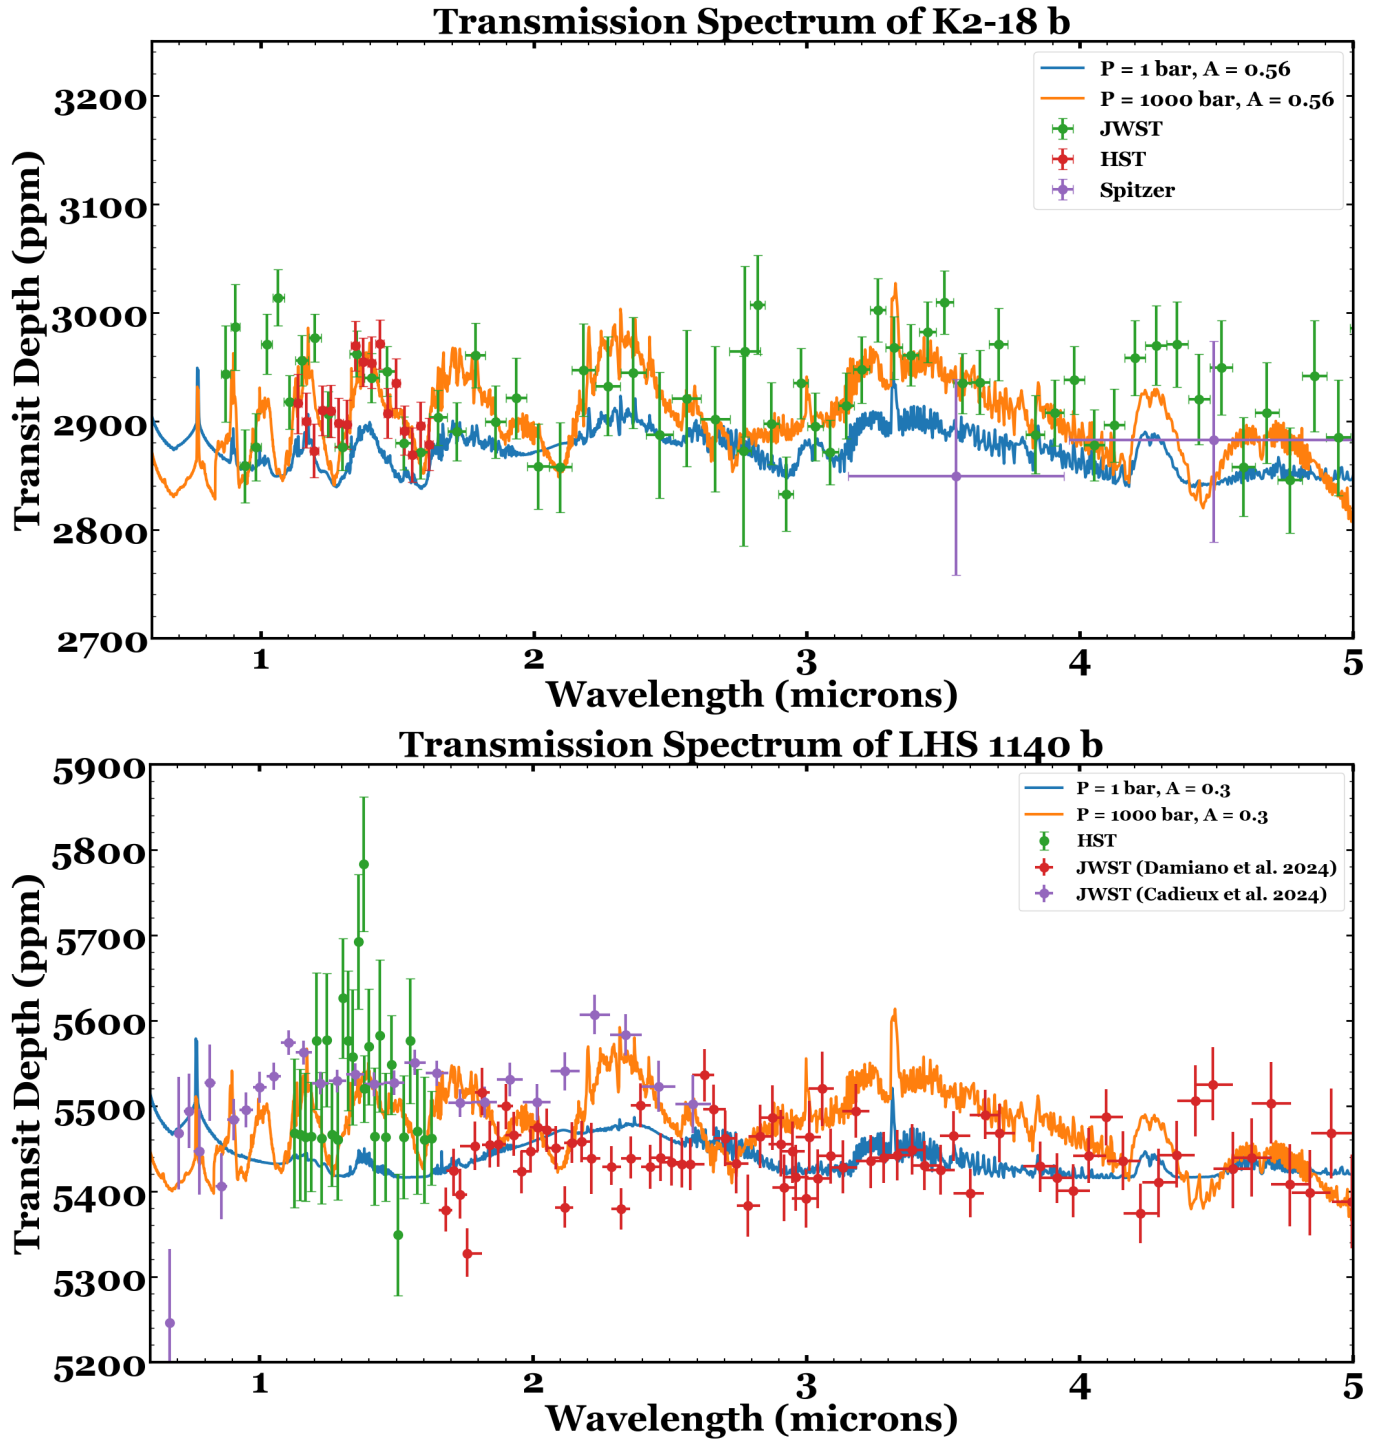 Transmission Spectrum of K2-18 b
P = 1 bar, A = 0.56
P = 1000 bar, A = 0.56
JWST
HST
Spitzer
3200
3100
3000
2900
2800
2700
Transit Depth (ppm)
1 2 3 4 5
Wavelength (microns)
Transmission Spectrum of LHS 1140 b
P = 1 bar, A = 0.3
P = 1000 bar, A = 0.3
HST
JWST (Damiano et al. 2024)
JWST (Cadieux et al. 2024)
5900
5800
5700
5600
5500
5400
5300
5200
Transit Depth (ppm)
1 2 3 4 5
Wavelength (microns)